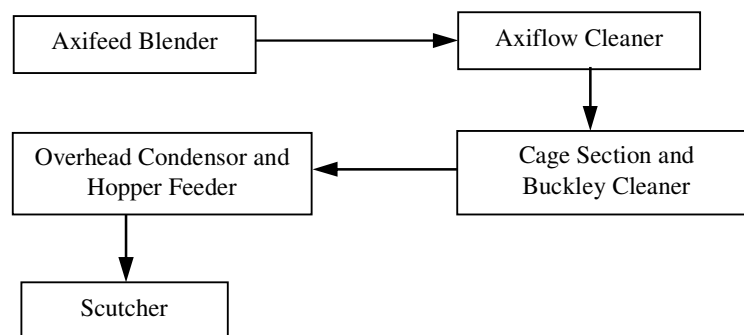 Axifeed Blender
Axiflow Cleaner
Cage Section and
Buckley Cleaner
Overhead Condensor and
Hopper Feeder
Scutcher